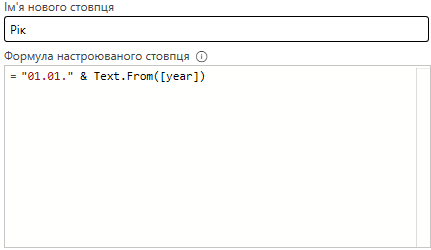 Ім'я нового стовпця
Рік
Формула настроюваного стовпця
= "01.01." & Text.From([year])